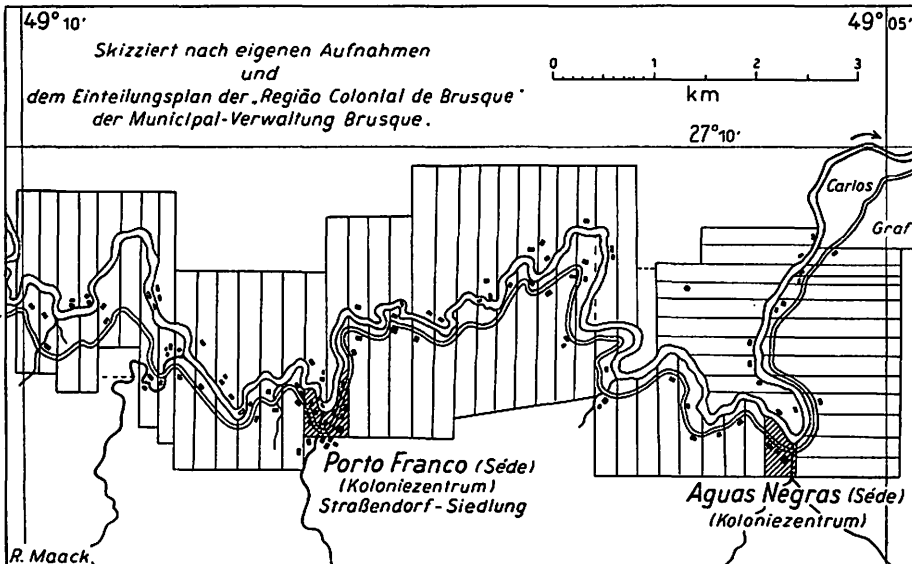 49° 10'
49° 05'
Skizziert nach eigenen Aufnahmen
und
dem Einteilungsplan der „Região Colonial de Brusque"
der Municipal-Verwaltung Brusque.
0 1 2 3
km
27° 10'
Carlos
Graf
Porto Franco (Séde)
(Koloniezentrum)
Straßendorf-Siedlung
Aguas Negras (Séde)
(Koloniezentrum)
R. Maack.